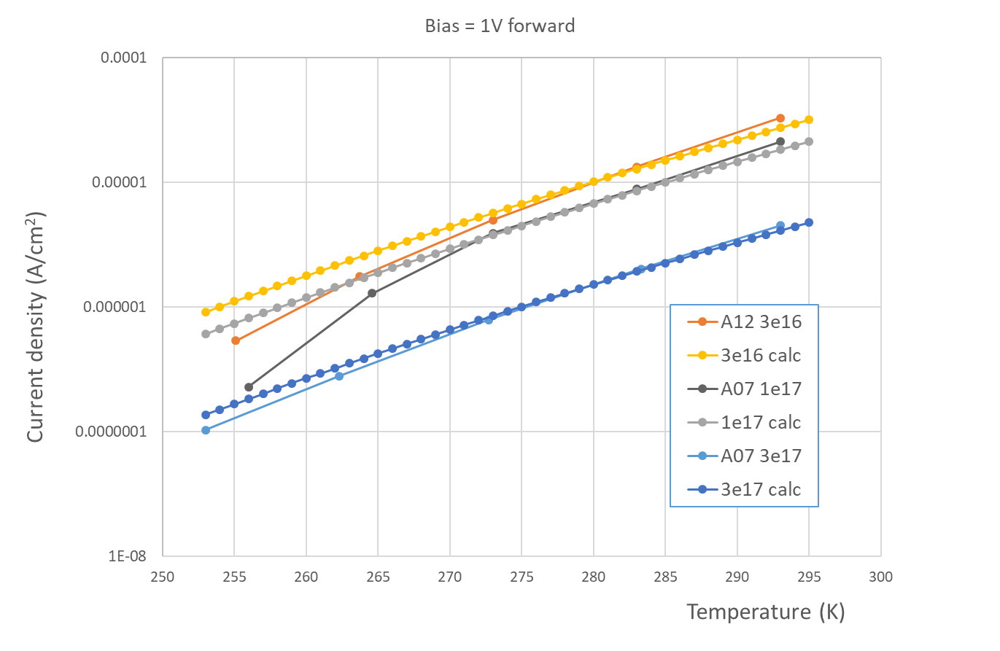 Bias = 1V forward
0.0001
0.00001
0.000001
0.0000001
1E-08
Current density (A/cm²)
250 255 260 265 270 275 280 285 290 295 300
Temperature (K)
A12 3e16
3e16 calc
A07 1e17
1e17 calc
A07 3e17
3e17 calc